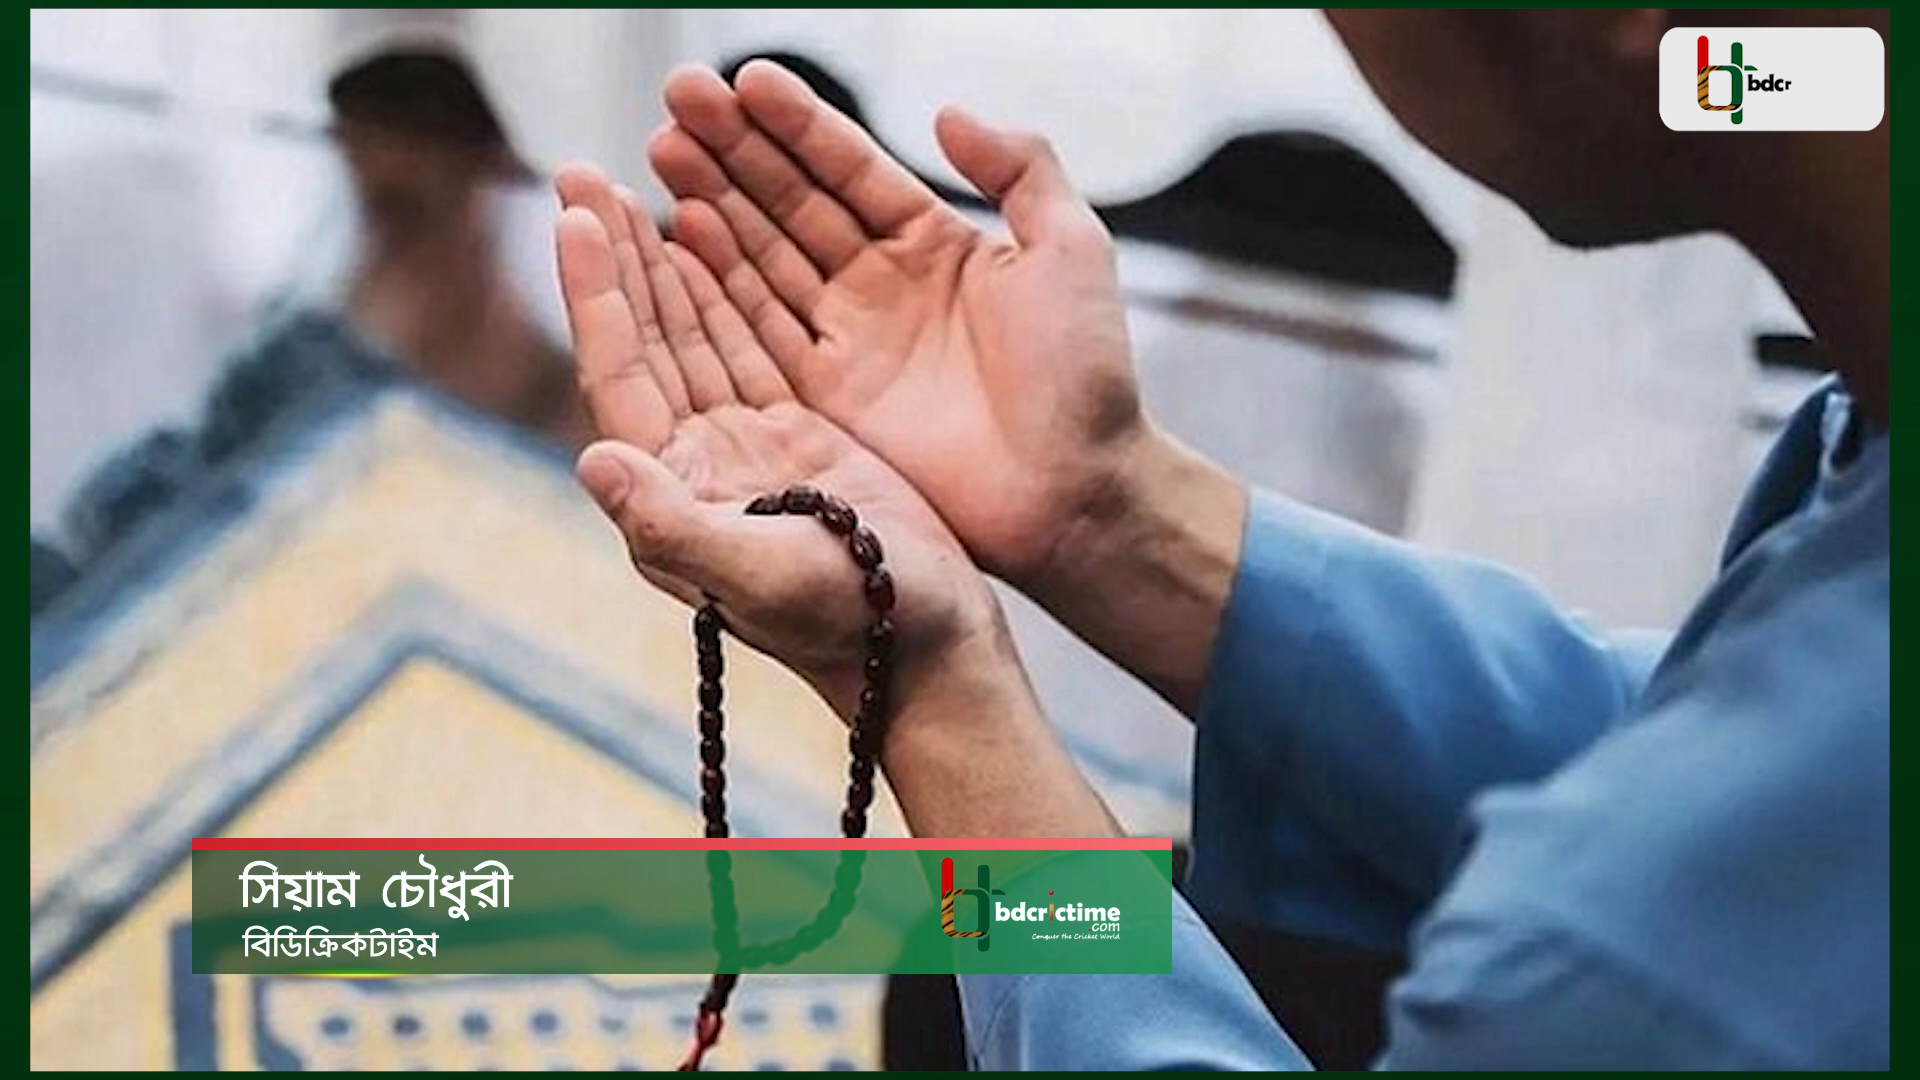 bdcr
সিয়াম চৌধুরী
বিডিক্রিকটাইম
bdcrictime
.com
Conquer the Cricket World